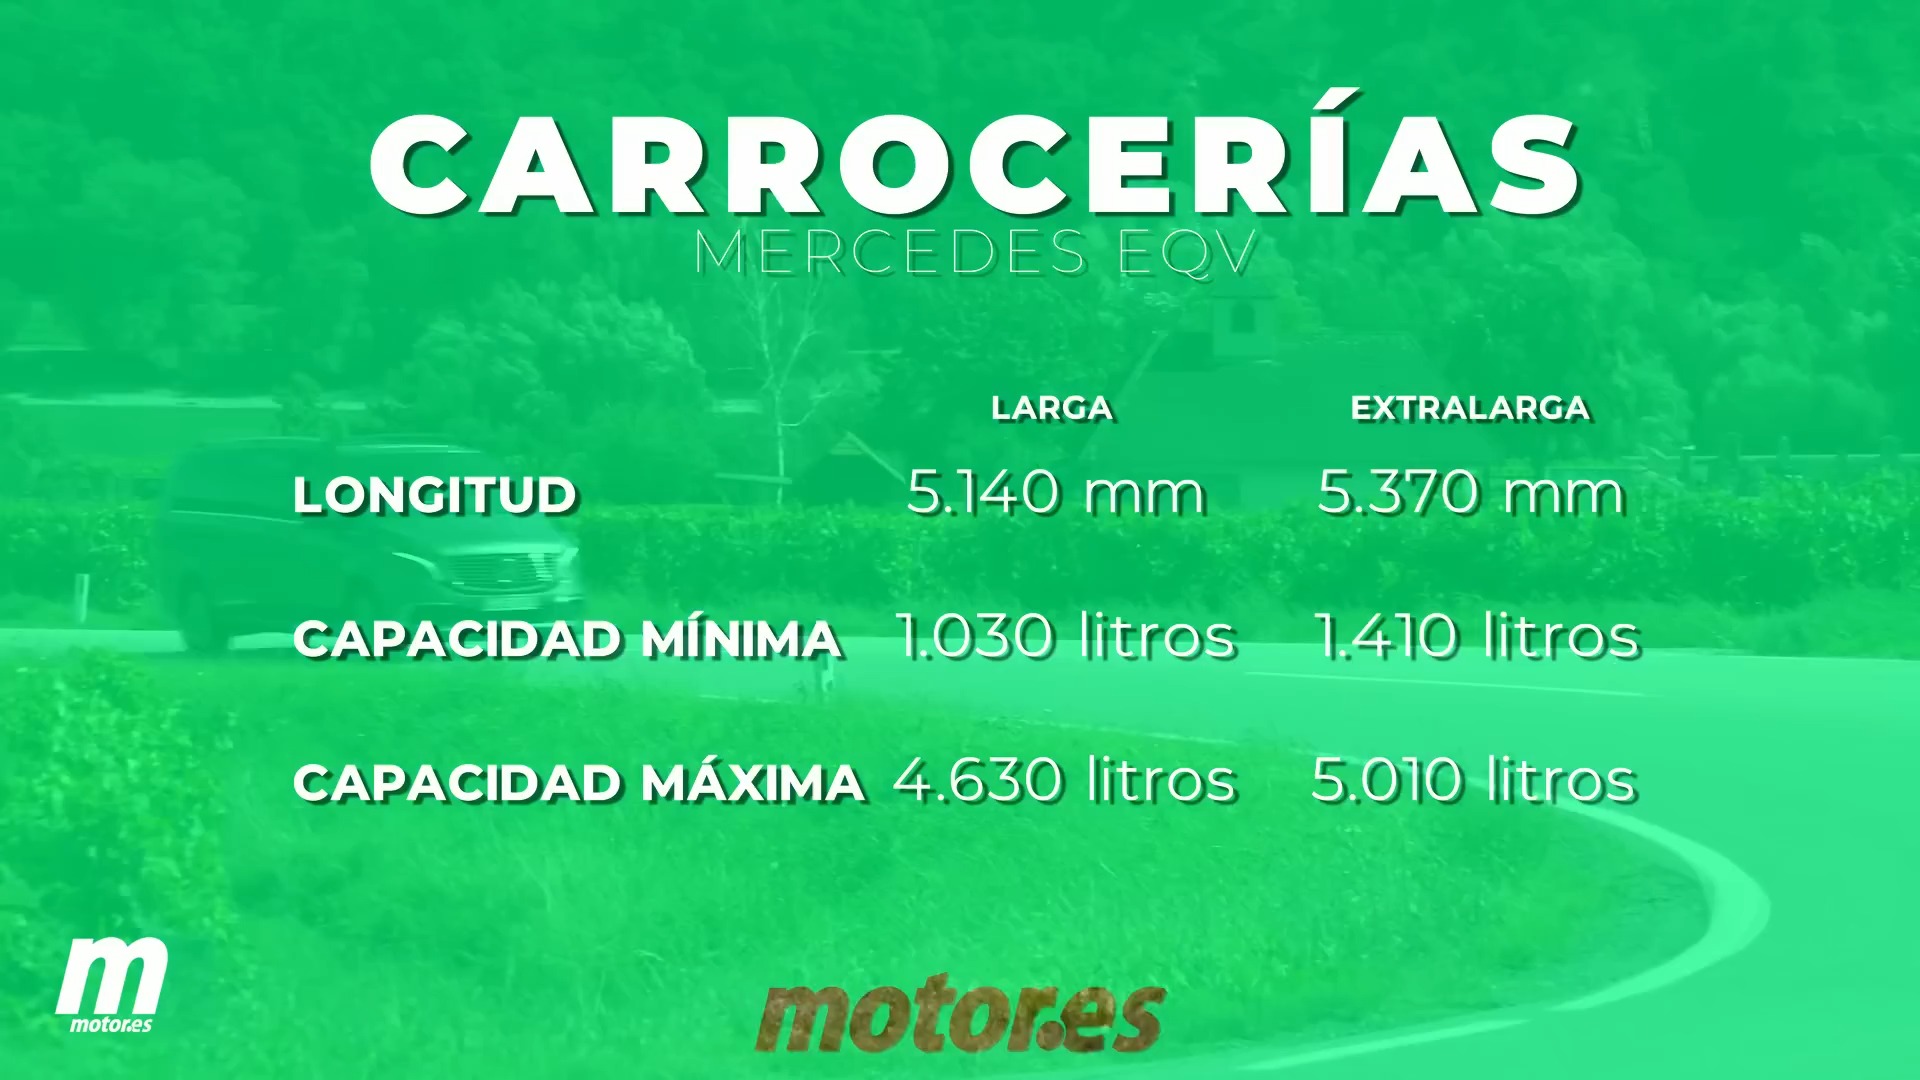 CARROCERÍAS
MERCEDES EQV
LARGA EXTRALARGA
LONGITUD 5.140 mm 5.370 mm
CAPACIDAD MÍNIMA 1.030 litros 1.410 litros
CAPACIDAD MÁXIMA 4.630 litros 5.010 litros
m
motor.es
motor.es